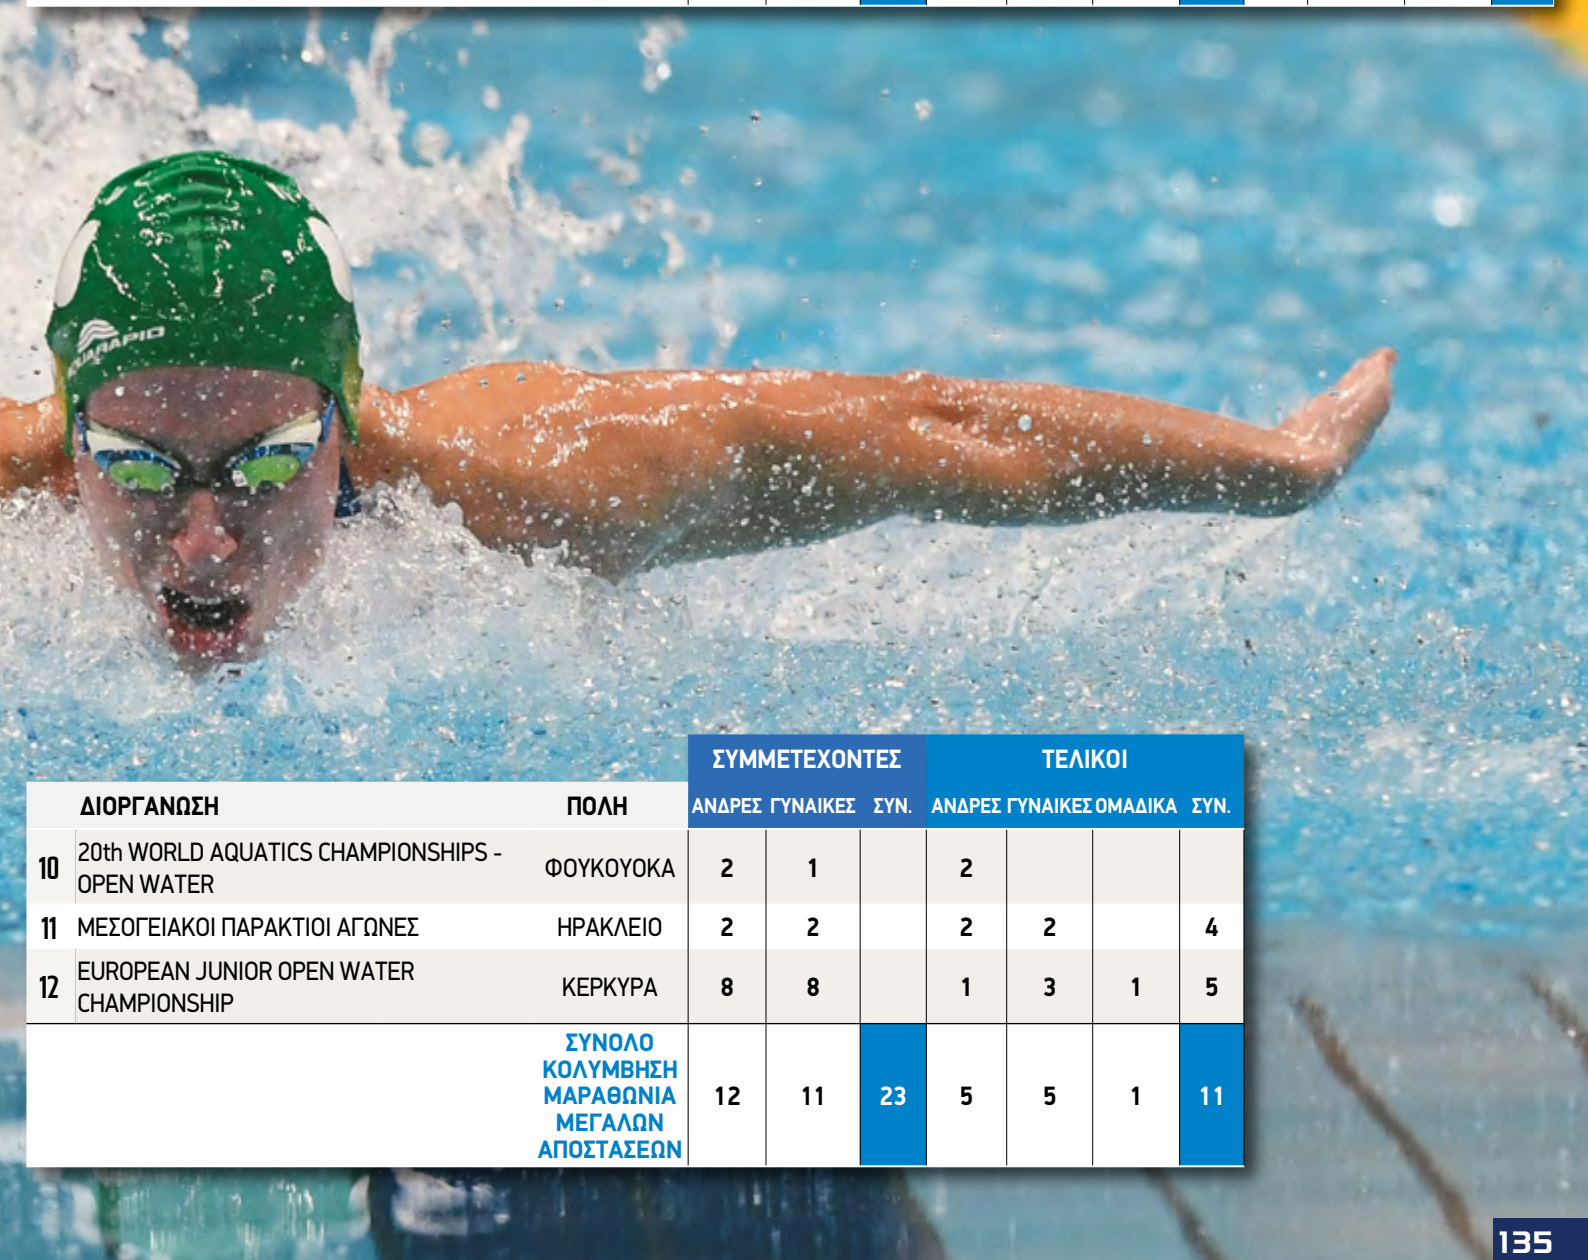 ΣΥΜΜΕΤΕΧΟΝΤΕΣ ΤΕΛΙΚΟΙ
ΔΙΟΡΓΑΝΩΣΗ ΠΟΛΗ ΑΝΔΡΕΣ ΓΥΝΑΙΚΕΣ ΣΥΝ. ΑΝΔΡΕΣ ΓΥΝΑΙΚΕΣ ΟΜΑΔΙΚΑ ΣΥΝ.
10 20th WORLD AQUATICS CHAMPIONSHIPS -
OPEN WATER ΦΟΥΚΟΥΟΚΑ 2 1 2
11 ΜΕΣΟΓΕΙΑΚΟΙ ΠΑΡΑΚΤΙΟΙ ΑΓΩΝΕΣ ΗΡΑΚΛΕΙΟ 2 2 2 2 4
12 EUROPEAN JUNIOR OPEN WATER
CHAMPIONSHIP ΚΕΡΚΥΡΑ 8 8 1 3 1 5
ΣΥΝΟΛΟ
ΚΟΛΥΜΒΗΣΗ
ΜΑΡΑΘΩΝΙΑ 12 11 23 5 5 1 11
ΜΕΓΑΛΩΝ
ΑΠΟΣΤΑΣΕΩΝ
135